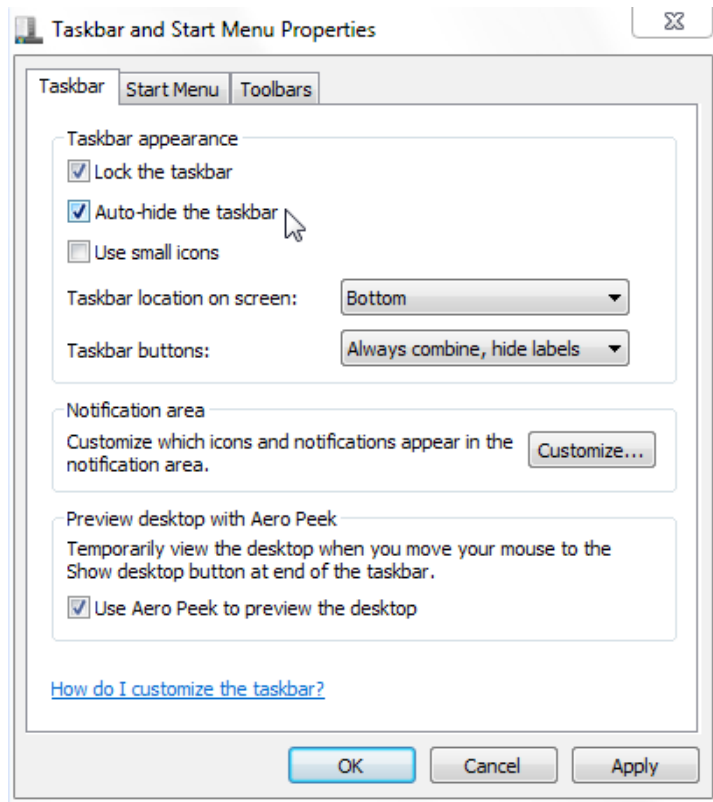 Taskbar and Start Menu Properties
Taskbar
Start Menu
Toolbars
Taskbar appearance
Lock the taskbar
Auto-hide the taskbar
Use small icons
Taskbar location on screen:
Bottom
Taskbar buttons:
Always combine, hide labels
Notification area
Customize which icons and notifications appear in the
notification area.
Customize...
Preview desktop with Aero Peek
Temporarily view the desktop when you move your mouse to the
Show desktop button at end of the taskbar.
Use Aero Peek to preview the desktop
How do I customize the taskbar?
OK
Cancel
Apply